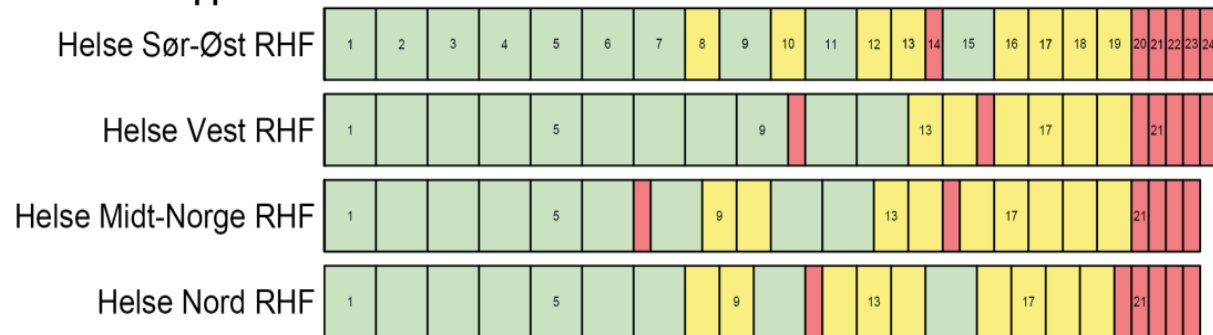 Helse Sør-Øst RHF 1 2 3 4 5 6 7 8 9 10 11 12 13 14 15 16 17 18 19 20 21 22 23 24
Helse Vest RHF 1 5 9 13 17 21
Helse Midt-Norge RHF 1 5 9 13 17 21
Helse Nord RHF 1 5 9 13 17 21